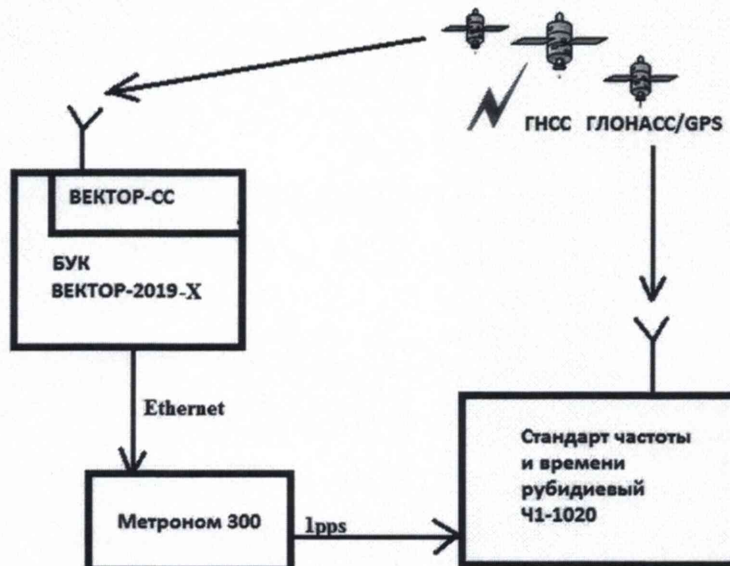 ГНСС ГЛОНАСС/GPS
ВЕКТОР-СС
БУК
ВЕКТОР-2019-X
Ethernet
Метроном 300
1pps
Стандарт частоты
и времени
рубидиевый
Ч1-1020